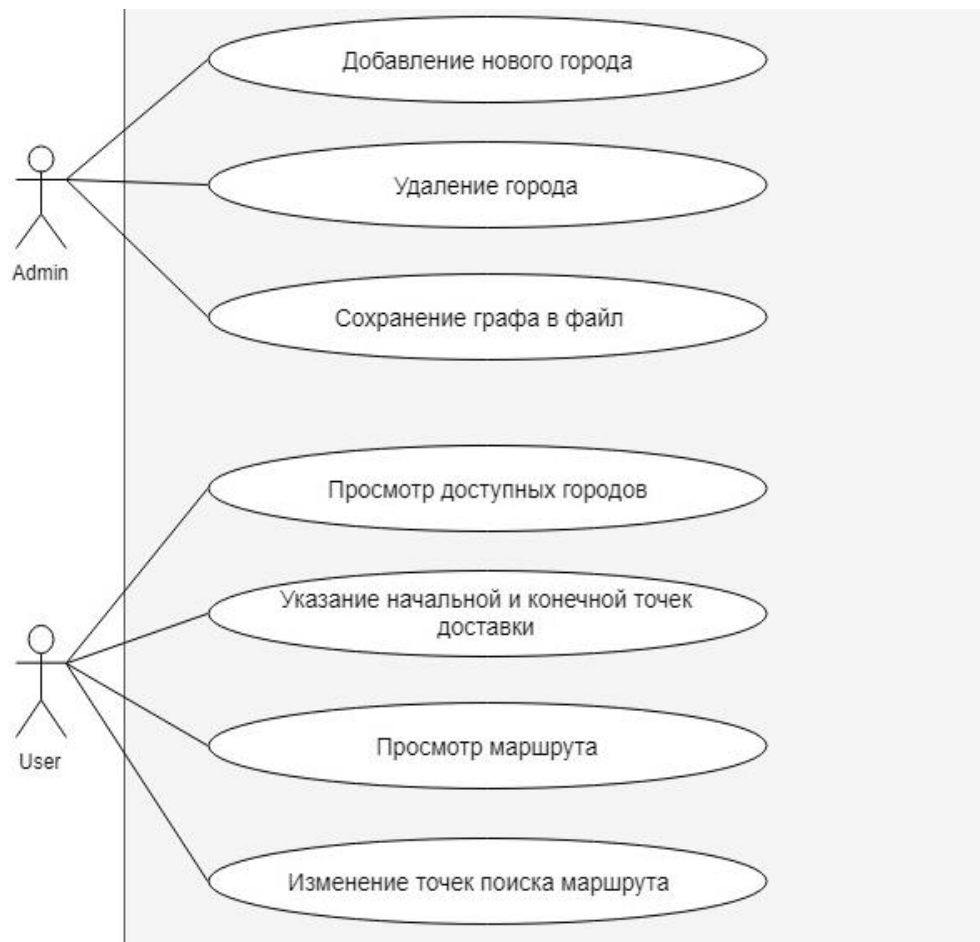 Добавление нового города
Удаление города
Admin
Сохранение графа в файл
Просмотр доступных городов
Указание начальной и конечной точек
доставки
Просмотр маршрута
User
Изменение точек поиска маршрута